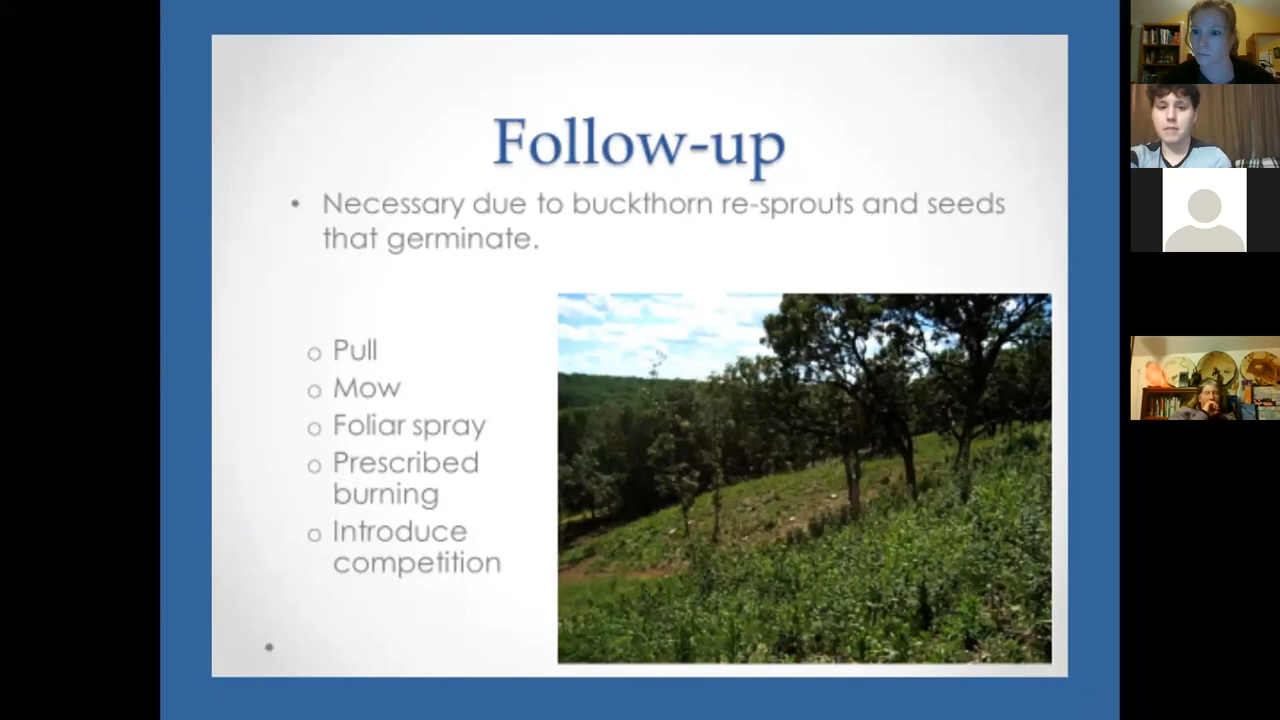 Follow-up
• Necessary due to buckthorn re-sprouts and seeds
that germinate.
o Pull
o Mow
o Foliar spray
o Prescribed
burning
o Introduce
competition